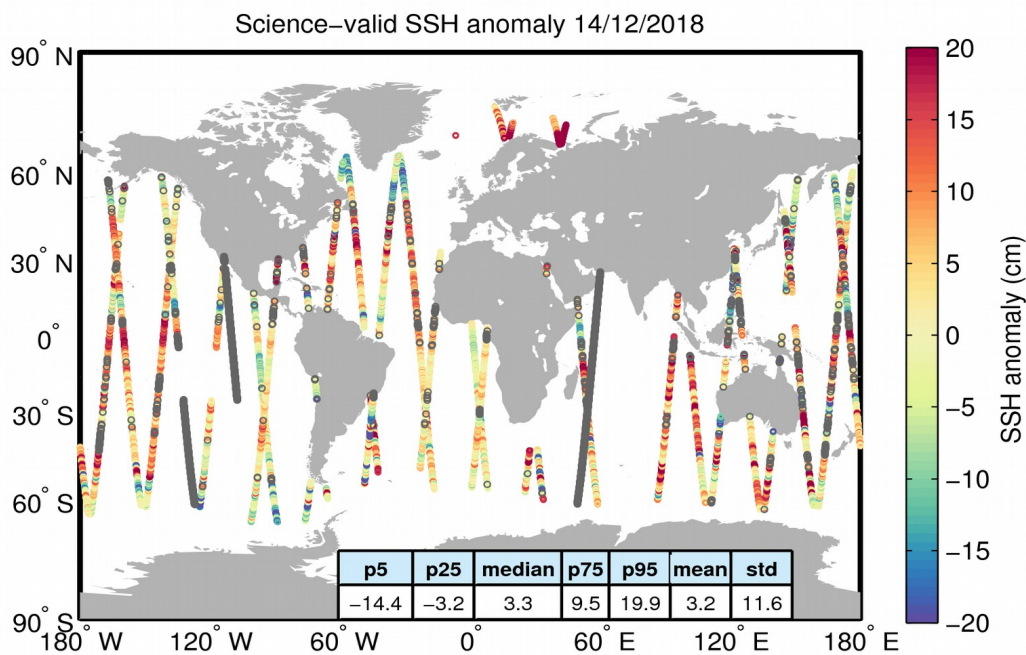 Science−valid SSH anomaly 14/12/2018
90° N
60° N
30° N
0°
30° S
60° S
90° S
180° W
120° W
60° W
0°
60° E
120° E
180° E
p5 p25 median p75 p95 mean std
−14.4 −3.2 3.3 9.5 19.9 3.2 11.6
20
15
10
5
0
−5
−10
−15
−20
SSH anomaly (cm)